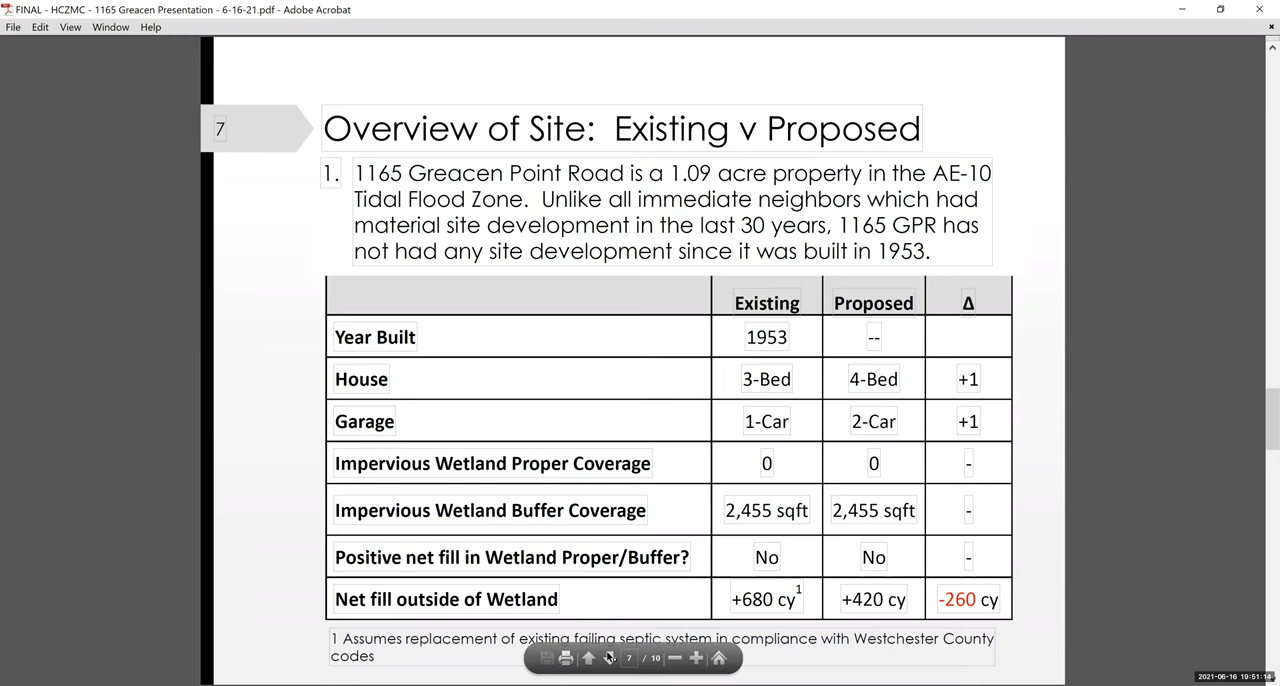 FINAL - HCZMC - 1165 Greacen Presentation - 6-16-21.pdf - Adobe Acrobat
File Edit View Window Help
7
Overview of Site: Existing v Proposed
1. 1165 Greacen Point Road is a 1.09 acre property in the AE-10
Tidal Flood Zone. Unlike all immediate neighbors which had
material site development in the last 30 years, 1165 GPR has
not had any site development since it was built in 1953.
Existing Proposed Δ
Year Built 1953 --
House 3-Bed 4-Bed +1
Garage 1-Car 2-Car +1
Impervious Wetland Proper Coverage 0 0 -
Impervious Wetland Buffer Coverage 2,455 sqft 2,455 sqft -
Positive net fill in Wetland Proper/Buffer? No No -
Net fill outside of Wetland +680 cy1 +420 cy -260 cy
1 Assumes replacement of existing failing septic system in compliance with Westchester County
codes
7 / 10
2021-06-16 19:51:14